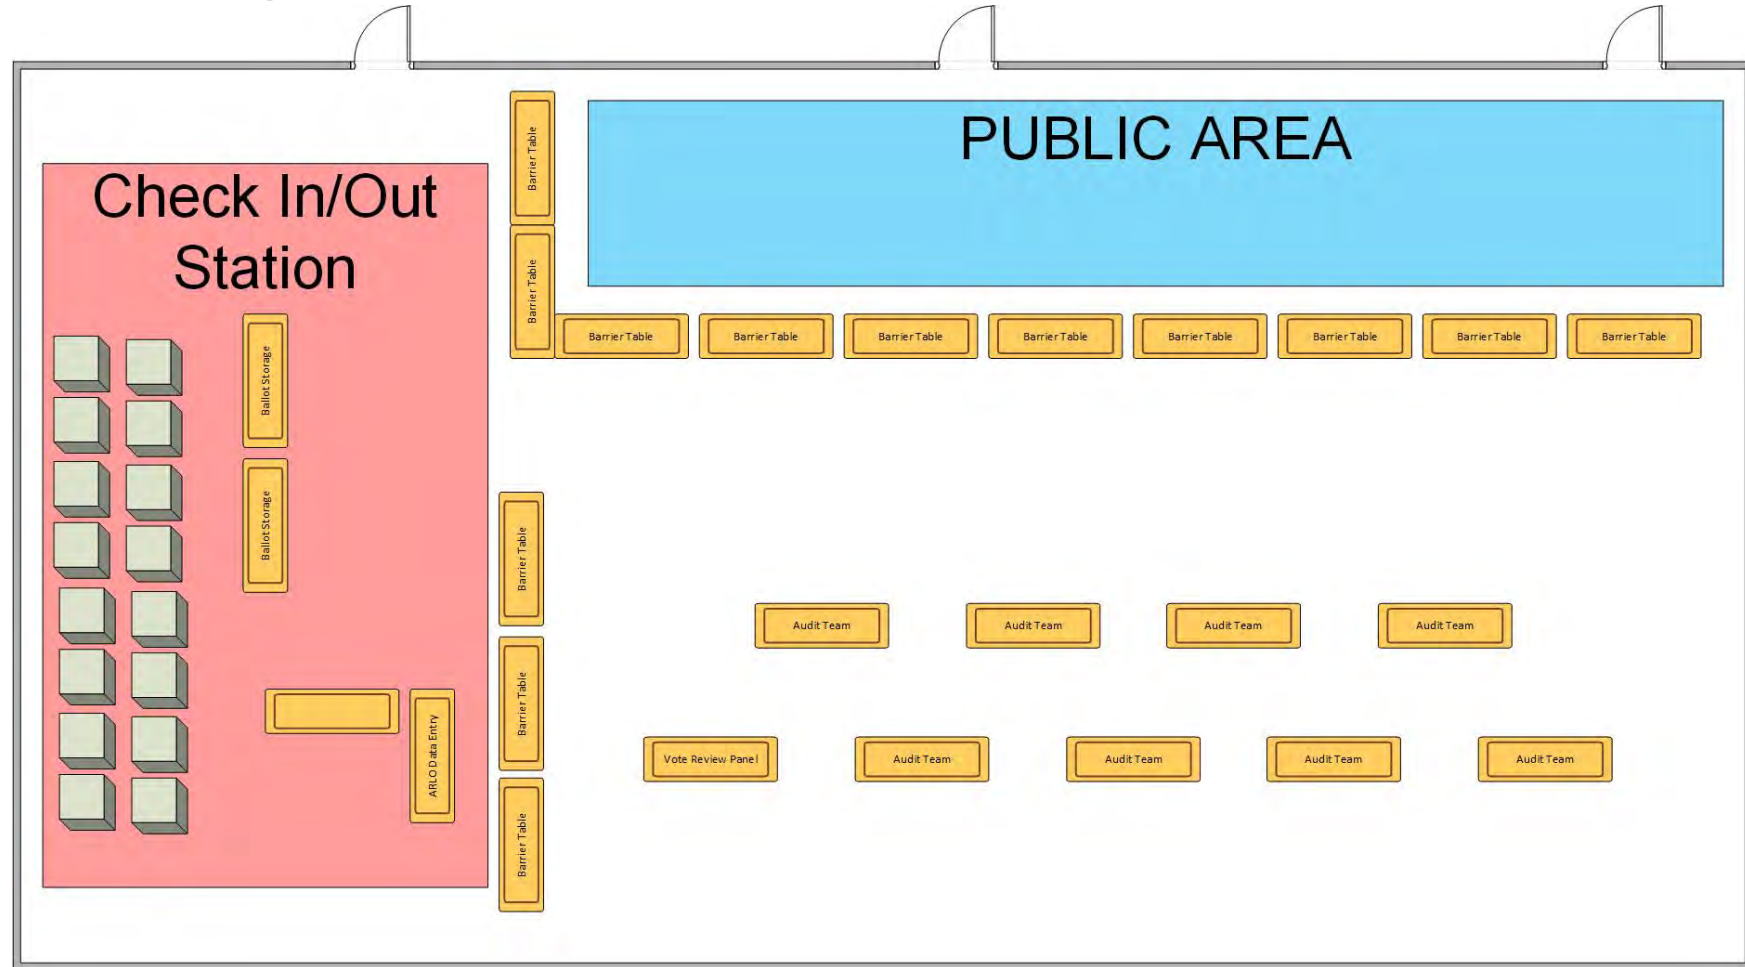 PUBLIC AREA
Check In/Out
Station
Barrier Table
Barrier Table
Barrier Table
Barrier Table
Barrier Table
Barrier Table
Barrier Table
Barrier Table
Barrier Table
Barrier Table
Ballot Storage
Ballot Storage
Barrier Table
Barrier Table
Barrier Table
ARLO Data Entry
Audit Team
Audit Team
Audit Team
Audit Team
Vote Review Panel
Audit Team
Audit Team
Audit Team
Audit Team